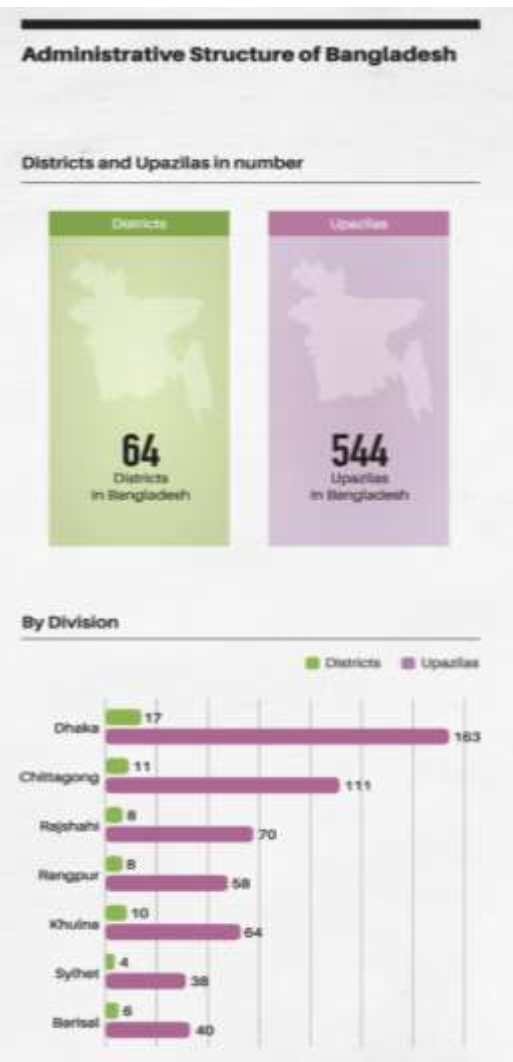 Administrative Structure of Bangladesh
Districts and Upazilas in number
Districts
Upazilas
64
Districts
in Bangladesh
544
Upazilas
in Bangladesh
By Division
Districts Upazilas
Dhaka 17
163
Chittagong 11
111
Rajshahi 8
70
Rangpur 8
58
Khulna 10
64
Sylhet 4
38
Barisal 6
40